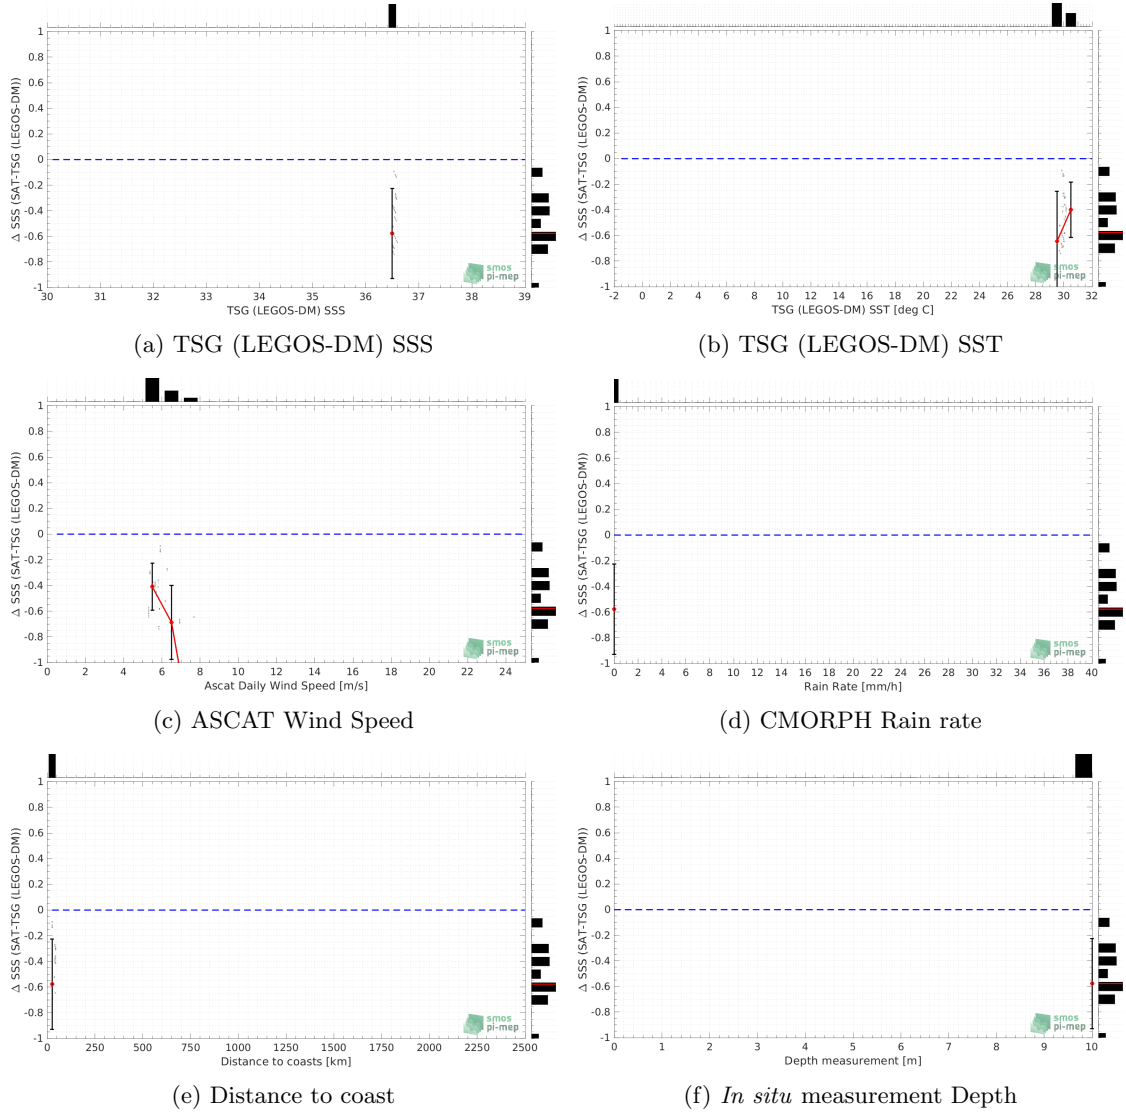 1
0.8
0.6
0.4
0.2
0
-0.2
-0.4
-0.6
-0.8
-1
Δ SSS (SAT-TSG (LEGOS-DM))
smos
pi-mep
30 31 32 33 34 35 36 37 38 39
TSG (LEGOS-DM) SSS
(a) TSG (LEGOS-DM) SSS
1
0.8
0.6
0.4
0.2
0
-0.2
-0.4
-0.6
-0.8
-1
Δ SSS (SAT-TSG (LEGOS-DM))
smos
pi-mep
-2 0 2 4 6 8 10 12 14 16 18 20 22 24 26 28 30 32
TSG (LEGOS-DM) SST [deg C]
(b) TSG (LEGOS-DM) SST
1
0.8
0.6
0.4
0.2
0
-0.2
-0.4
-0.6
-0.8
-1
Δ SSS (SAT-TSG (LEGOS-DM))
smos
pi-mep
0 2 4 6 8 10 12 14 16 18 20 22 24
Ascat Daily Wind Speed [m/s]
(c) ASCAT Wind Speed
1
0.8
0.6
0.4
0.2
0
-0.2
-0.4
-0.6
-0.8
-1
Δ SSS (SAT-TSG (LEGOS-DM))
smos
pi-mep
0 2 4 6 8 10 12 14 16 18 20 22 24 26 28 30 32 34 36 38 40
Rain Rate [mm/h]
(d) CMORPH Rain rate
1
0.8
0.6
0.4
0.2
0
-0.2
-0.4
-0.6
-0.8
-1
Δ SSS (SAT-TSG (LEGOS-DM))
smos
pi-mep
0 250 500 750 1000 1250 1500 1750 2000 2250 2500
Distance to coasts [km]
(e) Distance to coast
1
0.8
0.6
0.4
0.2
0
-0.2
-0.4
-0.6
-0.8
-1
Δ SSS (SAT-TSG (LEGOS-DM))
smos
pi-mep
0 1 2 3 4 5 6 7 8 9 10
Depth measurement [m]
(f) In situ measurement Depth